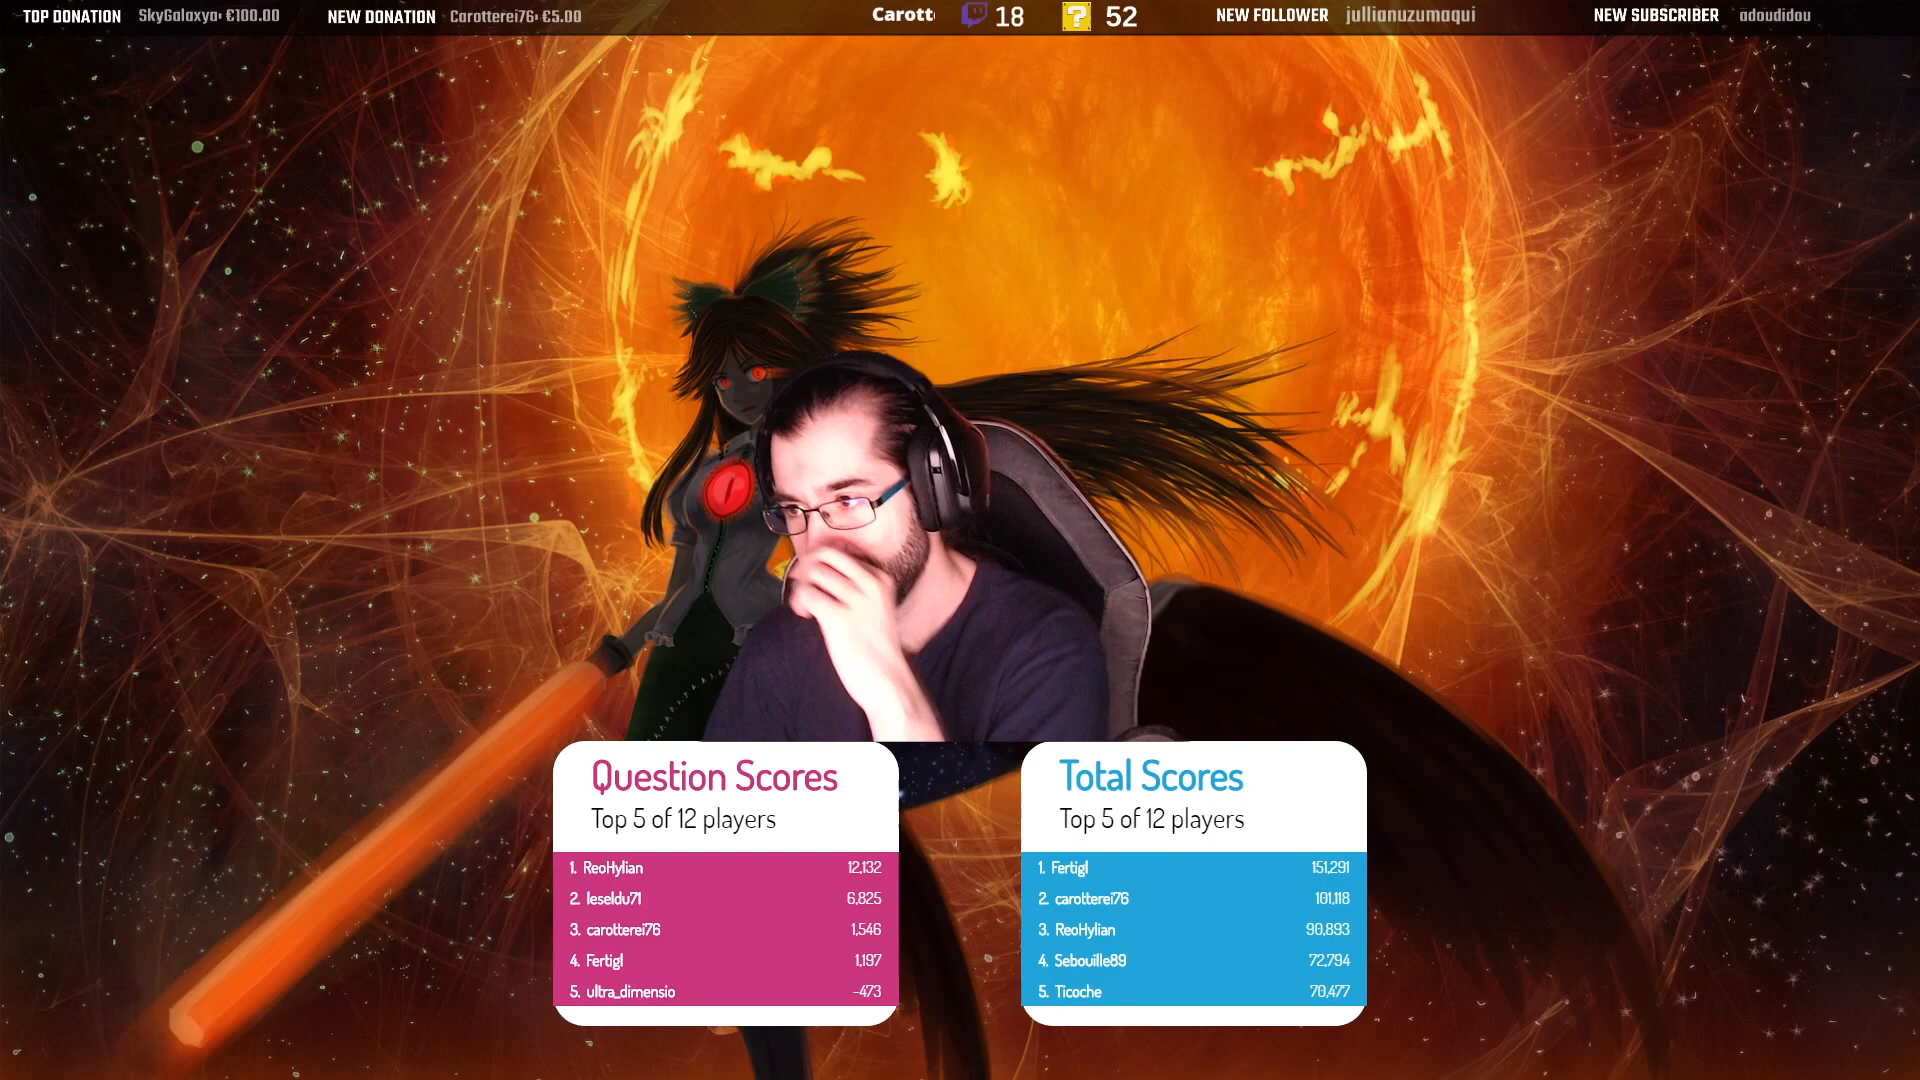 TOP DONATION SkyGalaxya: €100.00 NEW DONATION Carotterei76: €5.00 Carott 18 52 NEW FOLLOWER jullianuzumaqui NEW SUBSCRIBER adoudidou
Question Scores
Top 5 of 12 players
1. ReoHylian 12,132
2. leseldu71 6,825
3. carotterei76 1,546
4. Fertigl 1,197
5. ultra_dimensio -473
Total Scores
Top 5 of 12 players
1. Fertigl 151,291
2. carotterei76 101,118
3. ReoHylian 90,893
4. Sebouille89 72,794
5. Ticoche 70,477